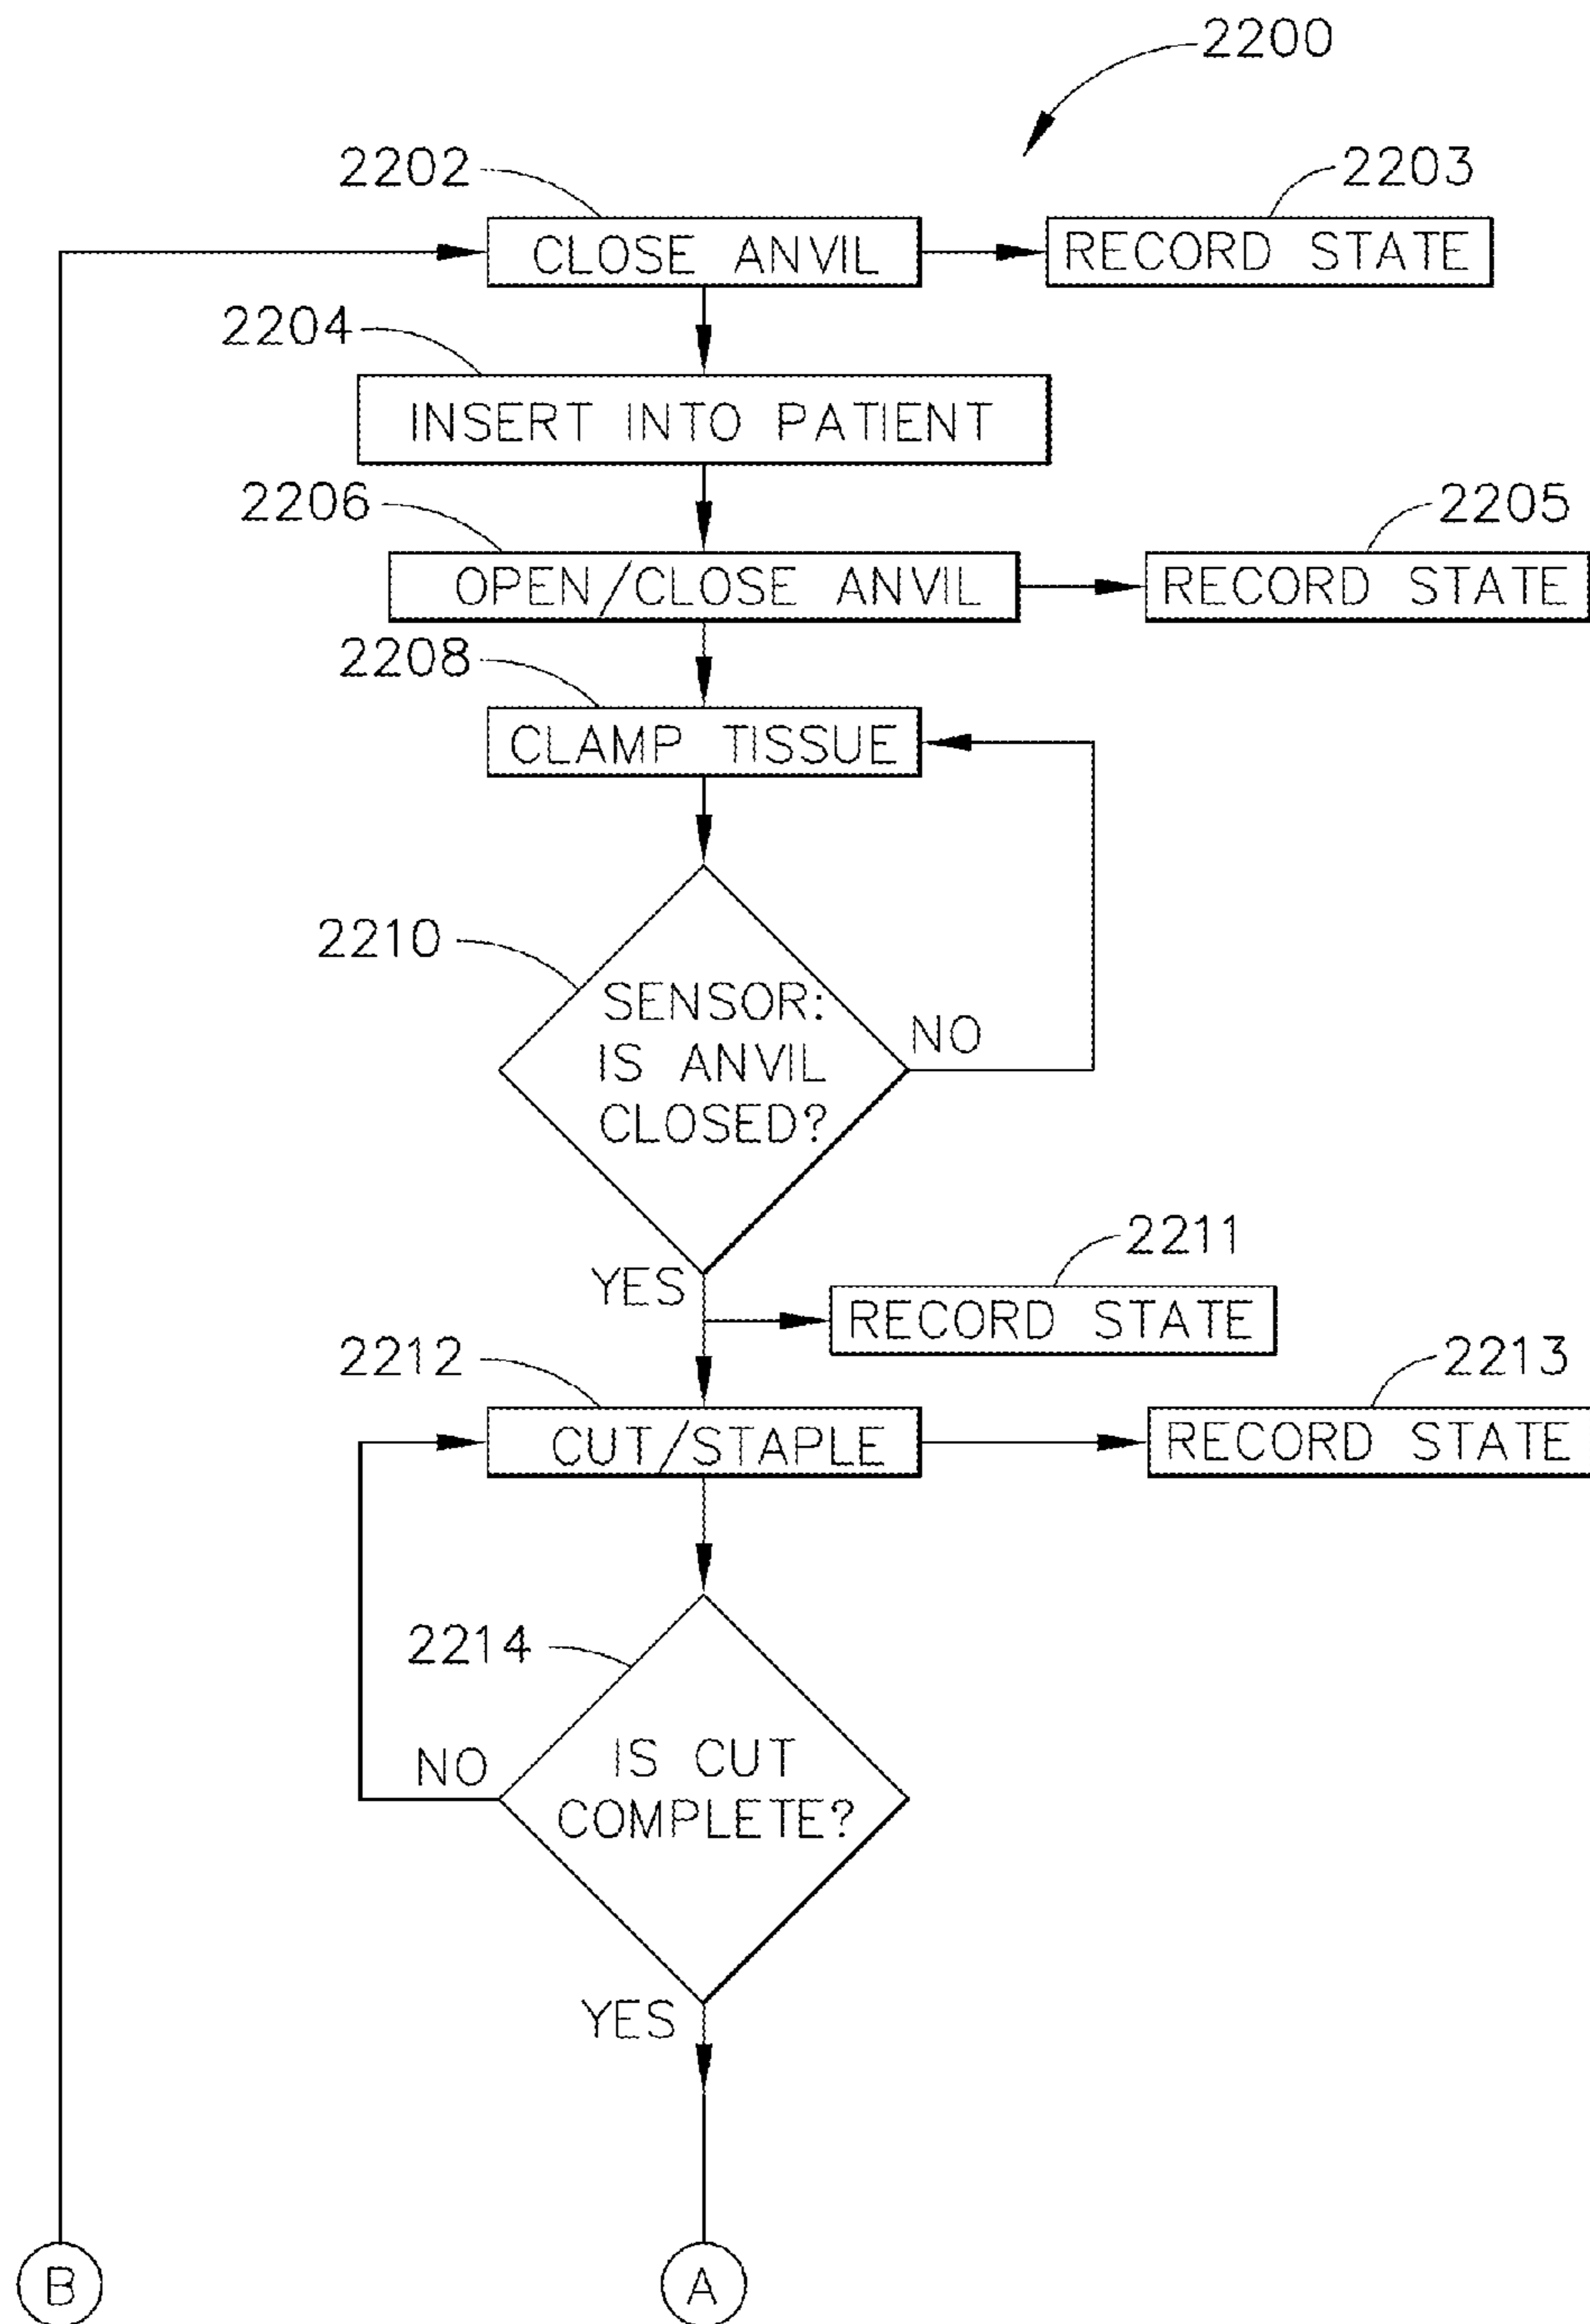 2200
2202
2203
CLOSE ANVIL
RECORD STATE
2204
INSERT INTO PATIENT
2206
2205
OPEN/CLOSE ANVIL
RECORD STATE
2208
CLAMP TISSUE
2210
SENSOR:
IS ANVIL
CLOSED?
NO
YES
2211
RECORD STATE
2212
2213
CUT/STAPLE
RECORD STATE
2214
IS CUT
COMPLETE?
NO
YES
B
A